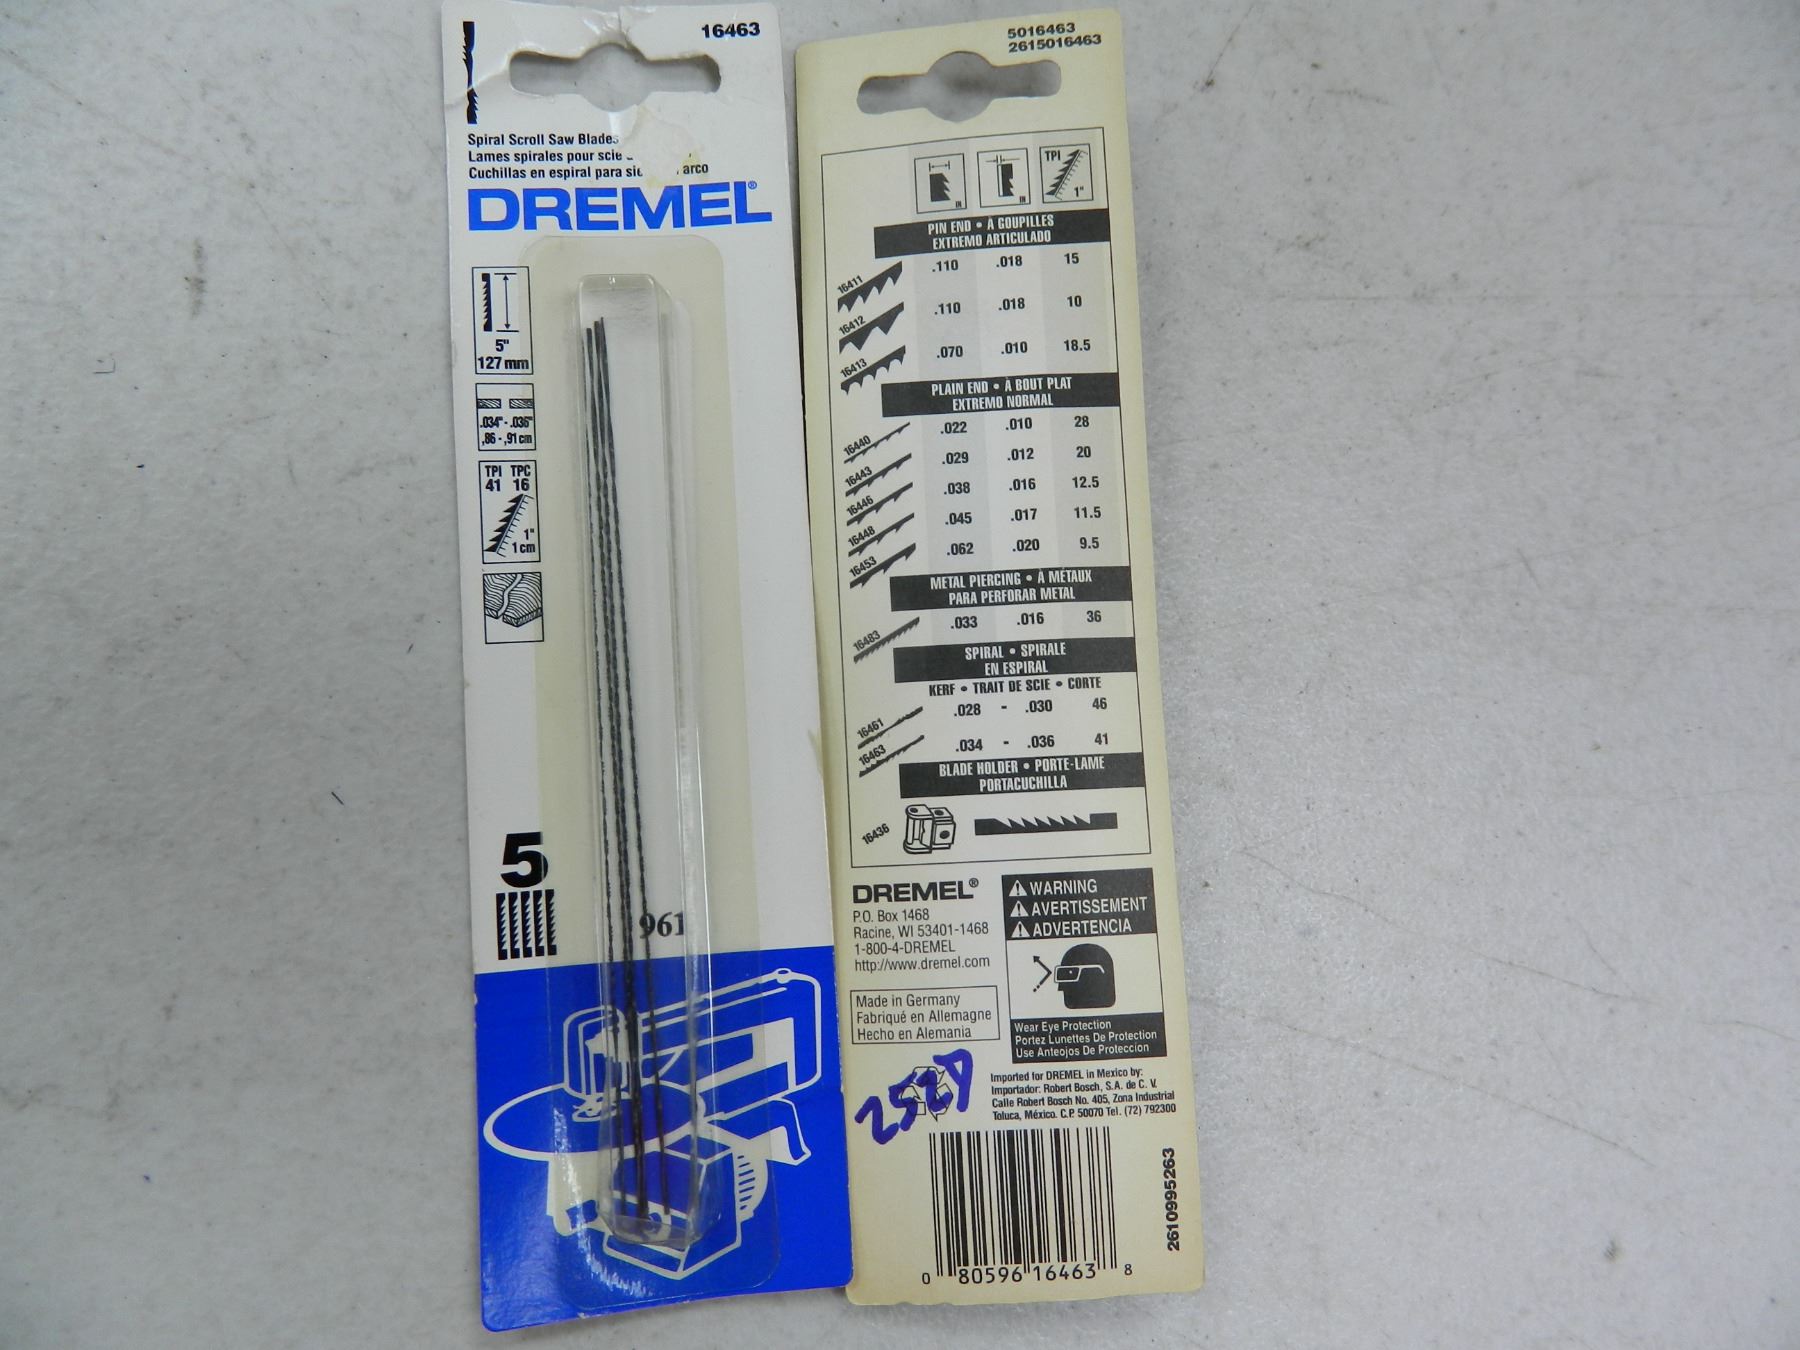 16463
Spiral Scroll Saw Blades
Lames spirales pour scie
Cuchillas en espiral para arco
DREMEL®
5"
127 mm
.034" - .036"
,86 - ,91 cm
TPI TPC
41 16
1"
1 cm
5
961
5016463
2615016463
IN IN TPI 1"
PIN END • À GOUPILLES
EXTREMO ARTICULADO
16411 .110 .018 15
16412 .110 .018 10
16413 .070 .010 18.5
PLAIN END • À BOUT PLAT
EXTREMO NORMAL
16440 .022 .010 28
16443 .029 .012 20
16446 .038 .016 12.5
16448 .045 .017 11.5
16453 .062 .020 9.5
METAL PIERCING • À MÉTAUX
PARA PERFORAR METAL
16483 .033 .016 36
SPIRAL • SPIRALE
EN ESPIRAL
KERF • TRAIT DE SCIE • CORTE
16461 .028 - .030 46
16463 .034 - .036 41
BLADE HOLDER • PORTE-LAME
PORTACUCHILLA
16436
DREMEL®
P.O. Box 1468
Racine, WI 53401-1468
1-800-4-DREMEL
http://www.dremel.com
Made in Germany
Fabriqué en Allemagne
Hecho en Alemania
WARNING
AVERTISSEMENT
ADVERTENCIA
Wear Eye Protection
Portez Lunettes De Protection
Use Anteojos De Proteccion
Imported for DREMEL in Mexico by:
Importador: Robert Bosch, S.A. de C. V.
Calle Robert Bosch No. 405, Zona Industrial
Toluca, México. C.P. 50070 Tel. (72) 792300
0 80596 16463 8
2610995263